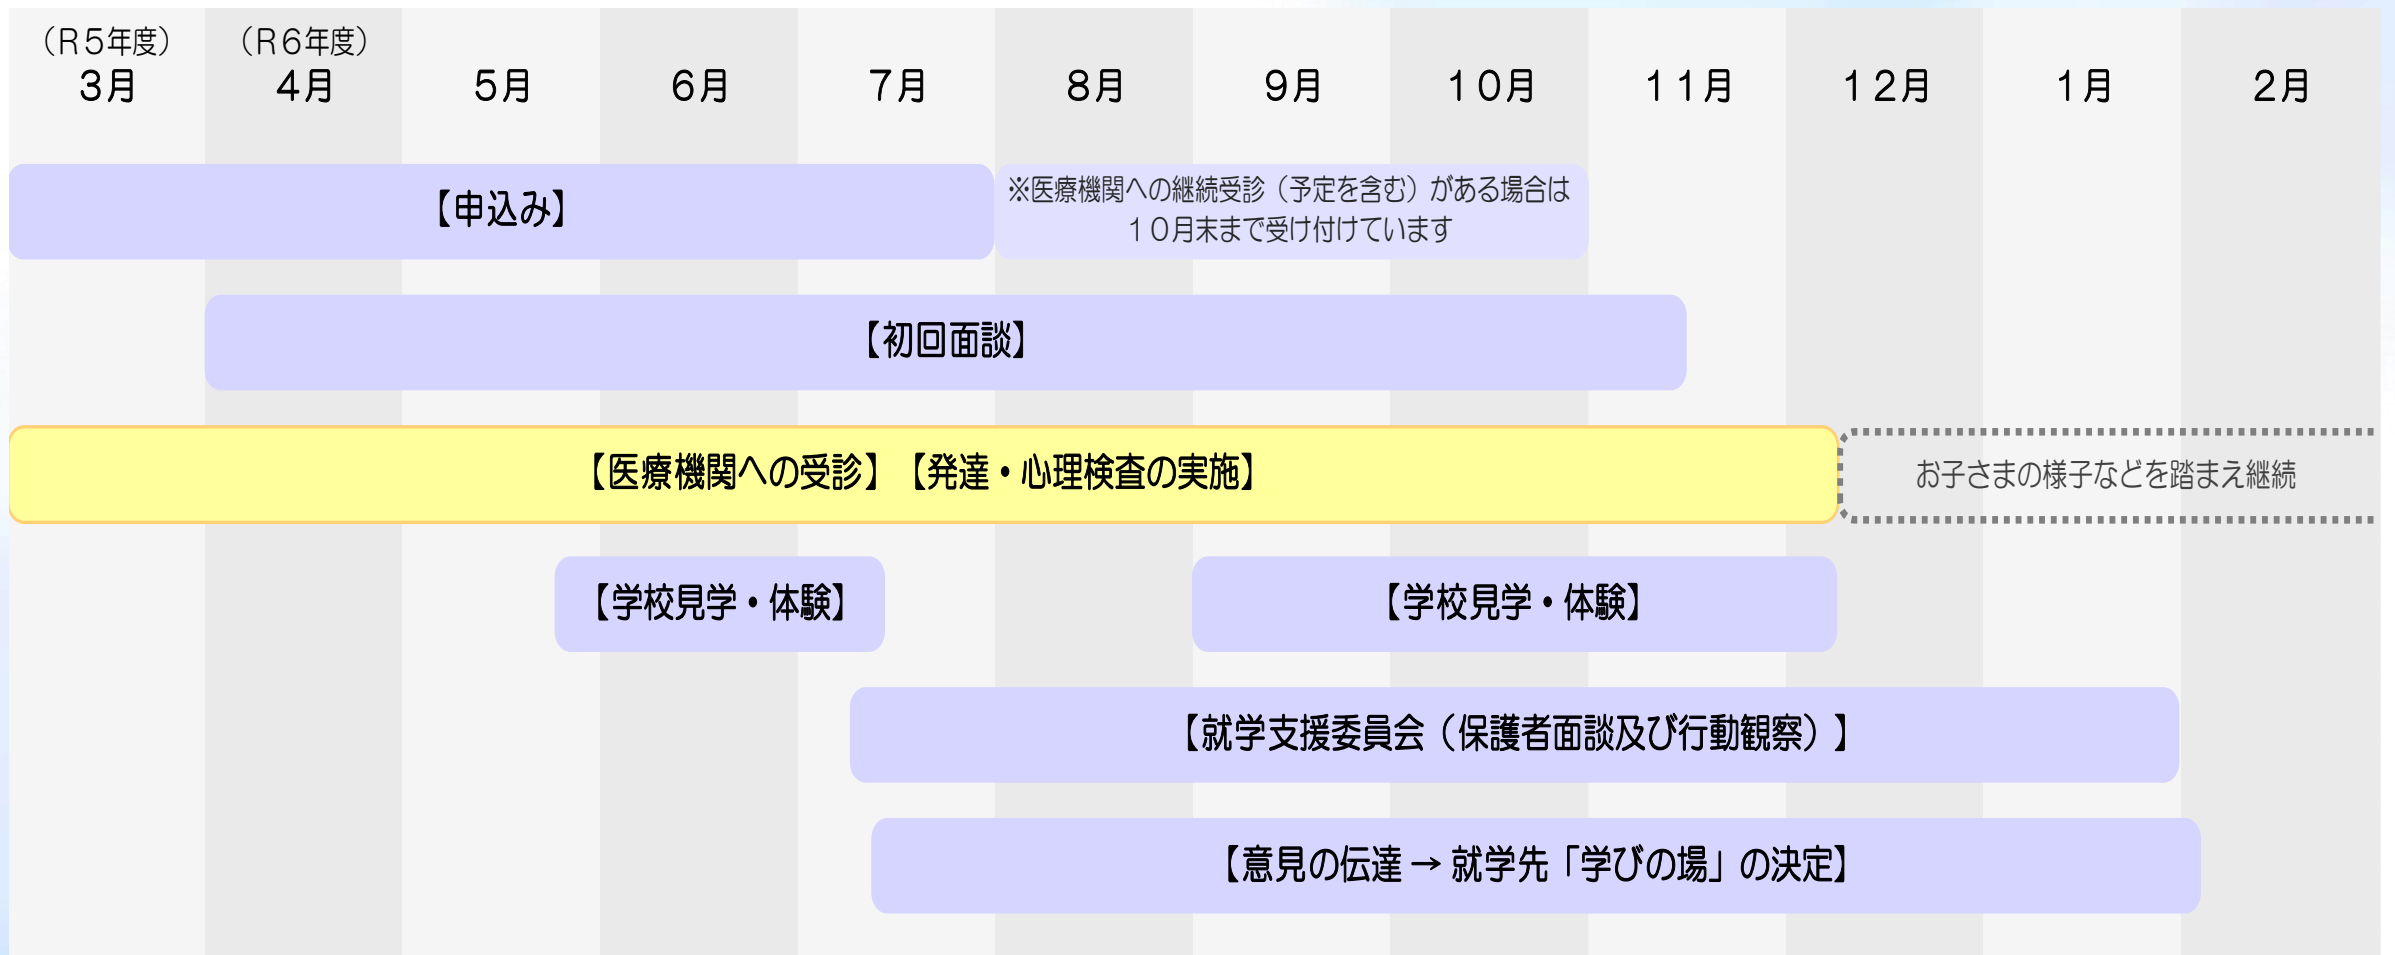 （Ｒ５年度）
３月
（Ｒ６年度）
４月
５月
６月
７月
８月
９月
１０月
１１月
１２月
１月
２月
【申込み】
※医療機関への継続受診（予定を含む）がある場合は
１０月末まで受け付けています
【初回面談】
【医療機関への受診】【発達・心理検査の実施】
お子さまの様子などを踏まえ継続
【学校見学・体験】
【学校見学・体験】
【就学支援委員会（保護者面談及び行動観察）】
【意見の伝達 → 就学先「学びの場」の決定】